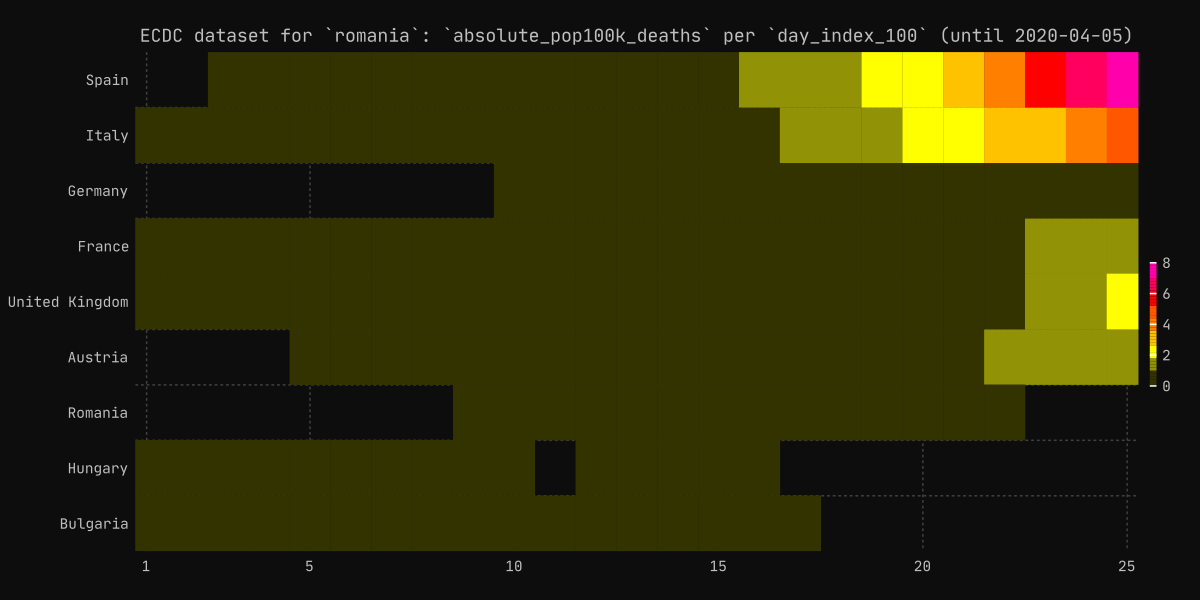 ECDC dataset for `romania`: `absolute_pop100k_deaths` per `day_index_100` (until 2020-04-05)
Spain
Italy
Germany
France
United Kingdom
Austria
Romania
Hungary
Bulgaria
1 5 10 15 20 25
8
6
4
2
0